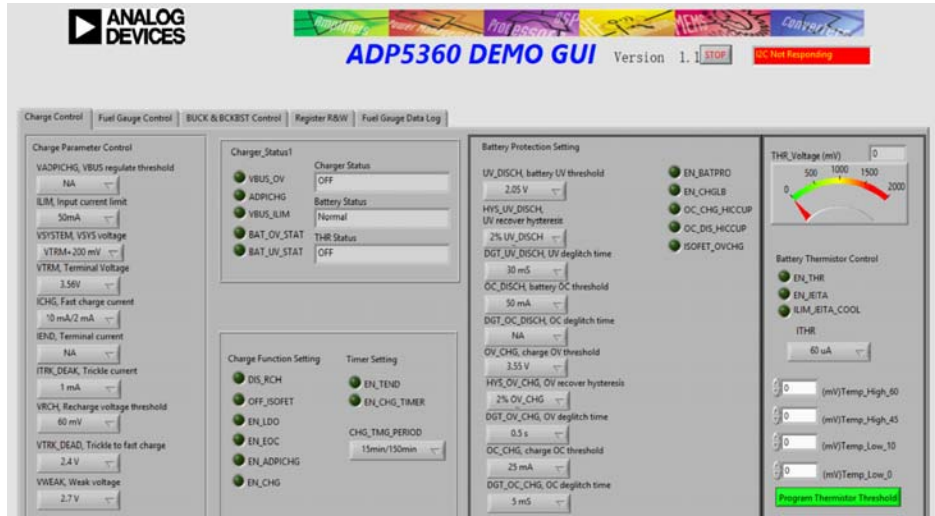 ANALOG
DEVICES
Amplifiers Power Processors DSP MEMS Converters
ADP5360 DEMO GUI Version 1.1 STOP I2C Not Responding
Charge Control Fuel Gauge Control BUCK & BCKBST Control Register R&W Fuel Gauge Data Log
Charge Parameter Control
VADPICHG, VBUS regulate threshold
NA
ILIM, Input current limit
50mA
VSYSTEM, VSYS voltage
VTRM+200 mV
VTRM, Terminal Voltage
3.56V
ICHG, Fast charge current
10 mA/2 mA
IEND, Terminal current
NA
ITRK_DEAK, Trickle current
1 mA
VRCH, Recharge voltage threshold
60 mV
VTRK_DEAD, Trickle to fast charge
2.4 V
VWEAK, Weak voltage
2.7 V
Charger_Status1
VBUS_OV
ADPICHG
VBUS_ILIM
BAT_OV_STAT
BAT_UV_STAT
Charger Status
OFF
Battery Status
Normal
THR Status
OFF
Charge Function Setting
DIS_RCH
OFF_ISOFET
EN_LDO
EN_EOC
EN_ADPICHG
EN_CHG
Timer Setting
EN_TEND
EN_CHG_TIMER
CHG_TMG_PERIOD
15min/150min
Battery Protection Setting
UV_DISCH, battery UV threshold
2.05 V
HYS_UV_DISCH,
UV recover hytteresis
2% UV_DISCH
DGT_UV_DISCH, UV deglitch time
30 mS
OC_DISCH, battery OC threshold
50 mA
DGT_OC_DISCH, OC deglitch time
NA
OV_CHG, charge OV threshold
3.55 V
HYS_OV_CHG, OV recover hysteresis
2% OV_CHG
DGT_OV_CHG, OV deglitch time
0.5 s
OC_CHG, charge OC threshold
25 mA
DGT_OC_CHG, OC deglitch time
5 mS
EN_BATPRO
EN_CHGLB
OC_CHG_HICCUP
OC_DIS_HICCUP
ISOFET_OVCHG
THR_Voltage (mV) 0
0 500 1000 1500 2000
Battery Thermistor Control
EN_THR
EN_JEITA
ILIM_JEITA_COOL
ITHR
60 uA
0 (mV)Temp_High_60
0 (mV)Temp_High_45
0 (mV)Temp_Low_10
0 (mV)Temp_Low_0
Program Thermistor Threshold